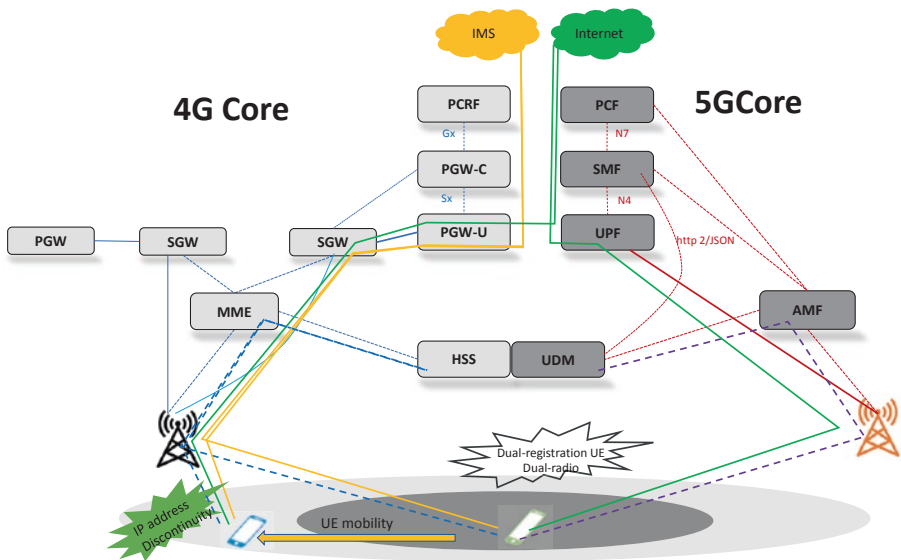 IMS
Internet
4G Core
5GCore
PCRF
PCF
Gx
N7
PGW-C
SMF
Sx
N4
PGW
SGW
SGW
PGW-U
UPF
http 2/JSON
MME
AMF
HSS
UDM
Dual-registration UE
Dual-radio
IP address
Discontinuity
UE mobility